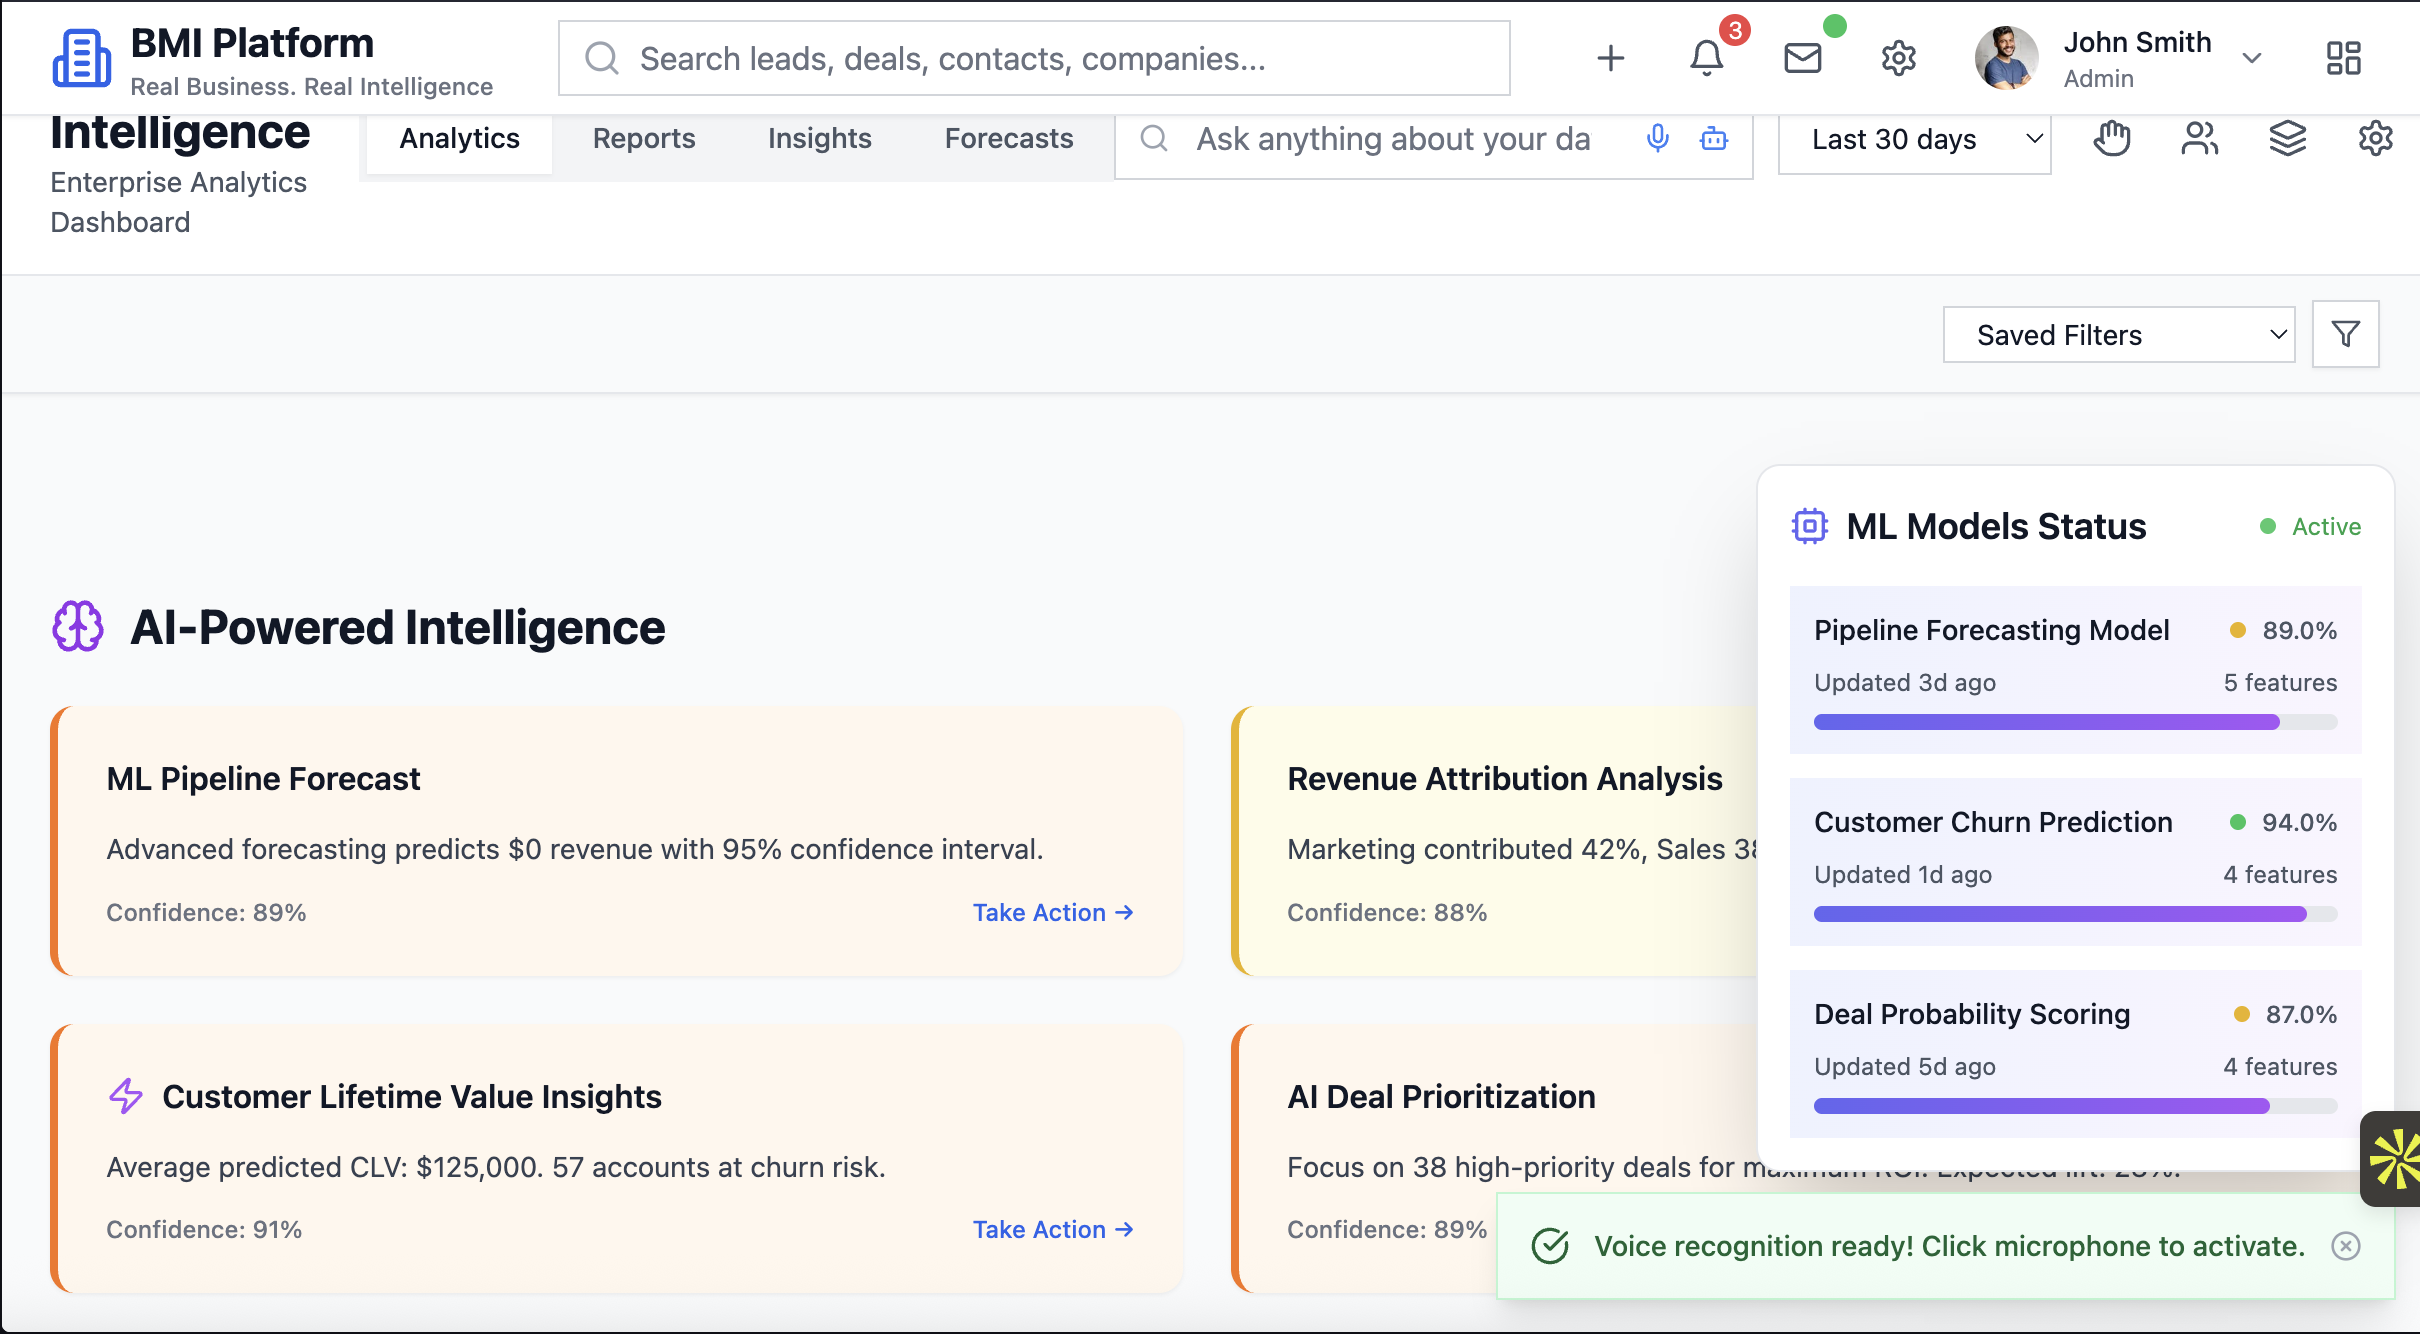 BMI Platform
Real Business. Real Intelligence
Search leads, deals, contacts, companies...
3
John Smith
Admin
Intelligence
Enterprise Analytics
Dashboard
Analytics
Reports
Insights
Forecasts
Ask anything about your da
Last 30 days
Saved Filters
AI-Powered Intelligence
ML Pipeline Forecast
Advanced forecasting predicts $0 revenue with 95% confidence interval.
Confidence: 89%
Take Action →
Revenue Attribution Analysis
Marketing contributed 42%, Sales 38
Confidence: 88%
Customer Lifetime Value Insights
Average predicted CLV: $125,000. 57 accounts at churn risk.
Confidence: 91%
Take Action →
AI Deal Prioritization
Focus on 38 high-priority deals for maximum ROI. Expected lift:
Confidence: 89%
ML Models Status
Active
Pipeline Forecasting Model
89.0%
Updated 3d ago
5 features
Customer Churn Prediction
94.0%
Updated 1d ago
4 features
Deal Probability Scoring
87.0%
Updated 5d ago
4 features
Voice recognition ready! Click microphone to activate.